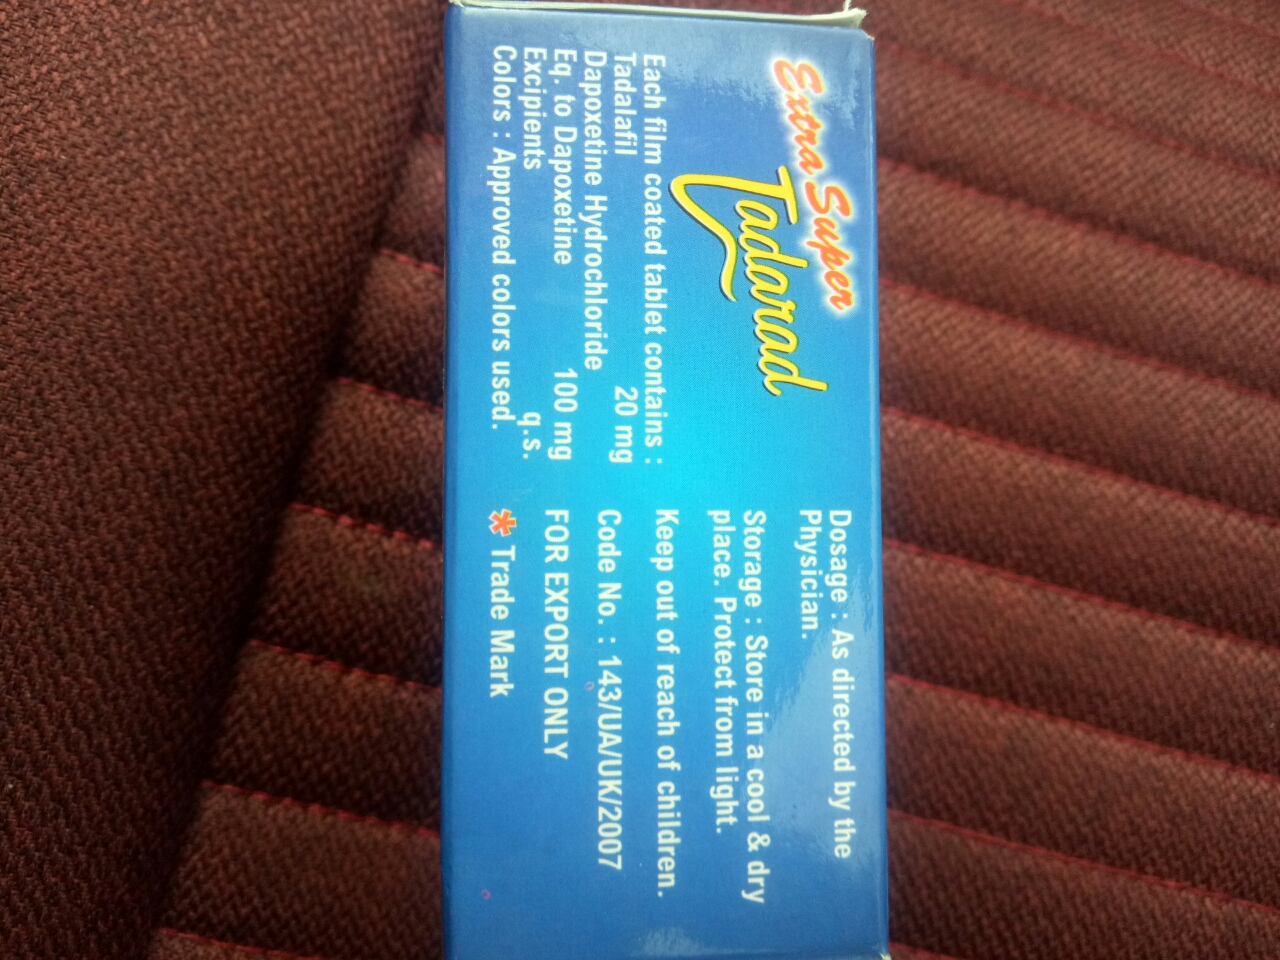 Extra Super
Tadarad
Each film coated tablet contains :
Tadalafil 20 mg
Dapoxetine Hydrochloride
Eq. to Dapoxetine 100 mg
Excipients q.s.
Colors : Approved colors used.
Dosage : As directed by the
Physician.
Storage : Store in a cool & dry
place. Protect from light.
Keep out of reach of children.
Code No. : 143/UA/UK/2007
FOR EXPORT ONLY
* Trade Mark